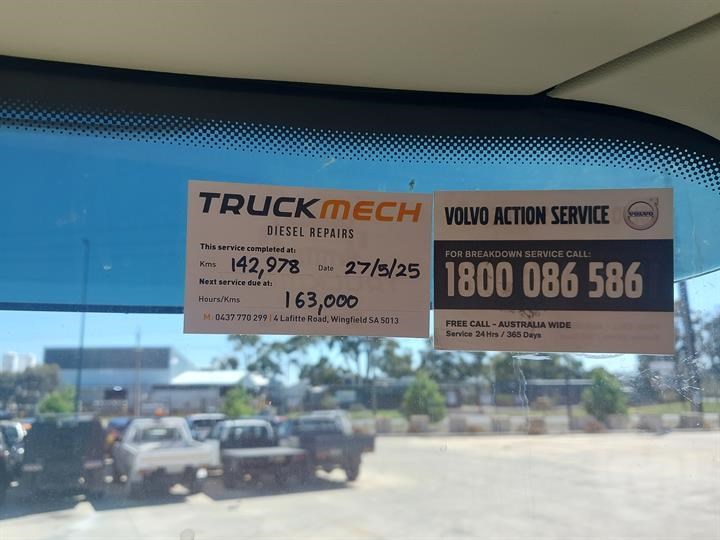 TRUCKMECH
DIESEL REPAIRS
This service completed at:
Kms 142,978 Date 27/5/25
Next service due at:
Hours/Kms 163,000
M: 0437 770 299 | 4 Lafitte Road, Wingfield SA 5013
VOLVO ACTION SERVICE
VOLVO
FOR BREAKDOWN SERVICE CALL:
1800 086 586
FREE CALL – AUSTRALIA WIDE
Service 24 Hrs / 365 Days